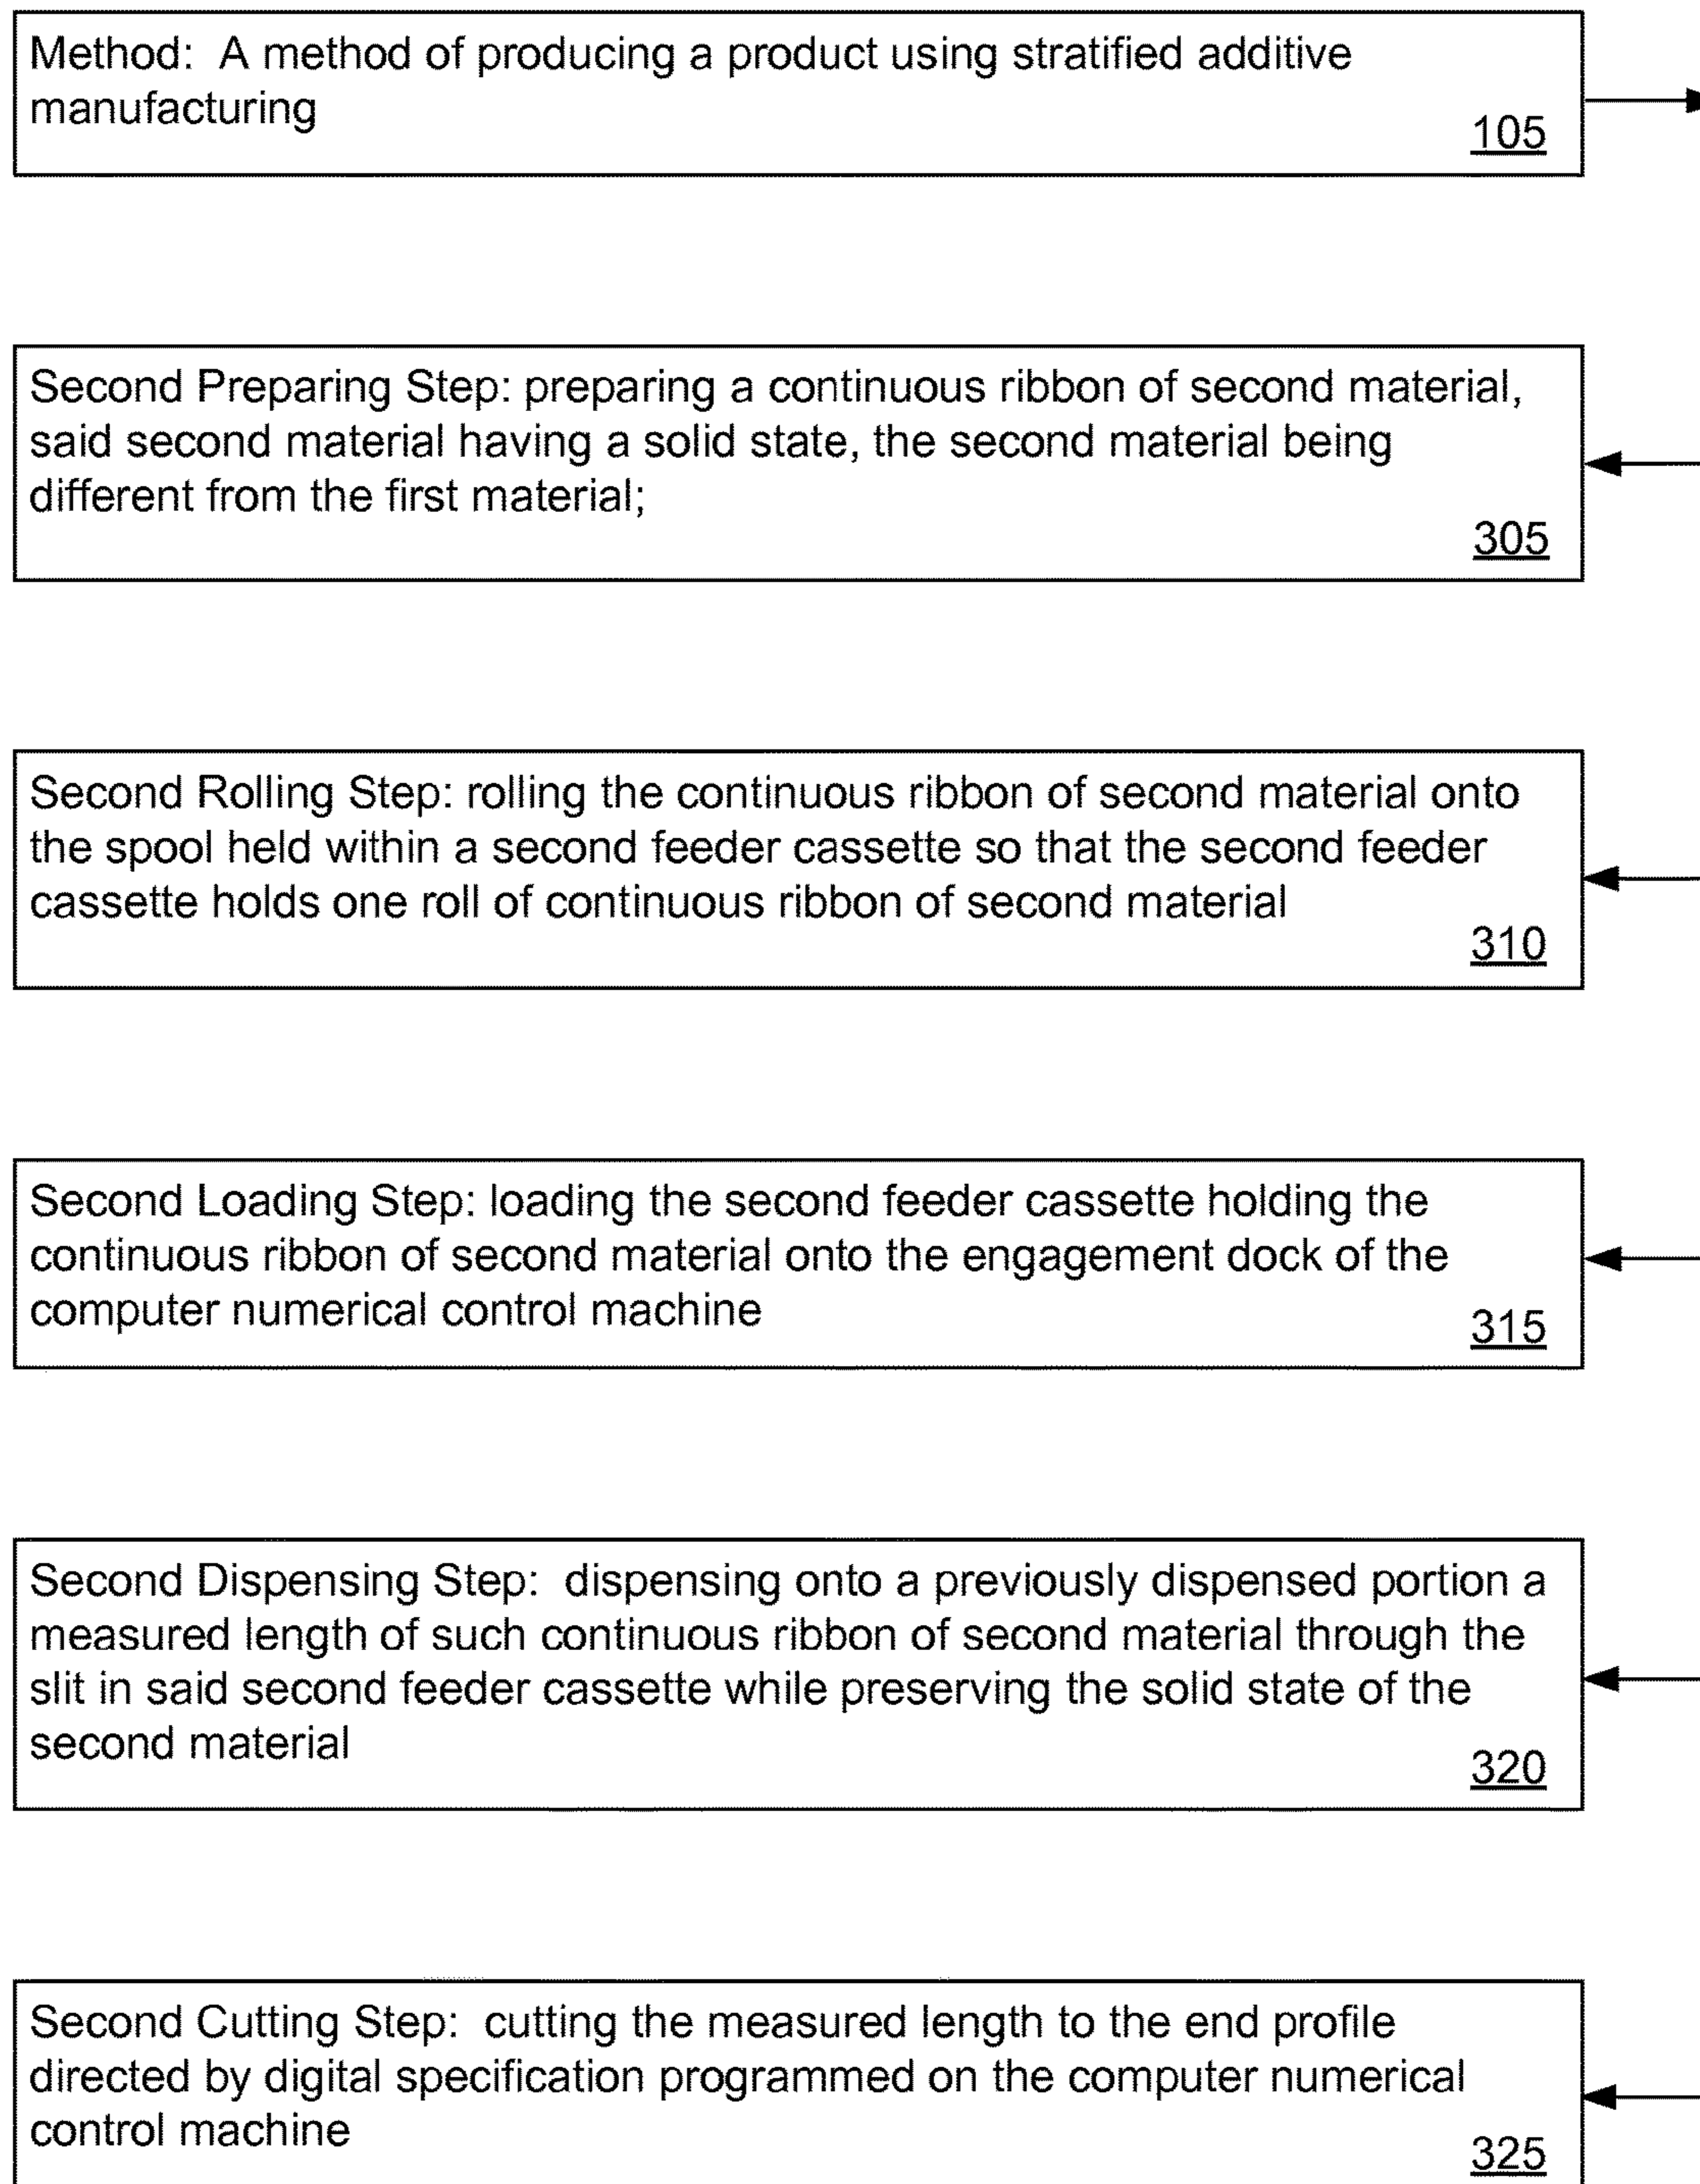 Method: A method of producing a product using stratified additive
manufacturing
105
Second Preparing Step: preparing a continuous ribbon of second material,
said second material having a solid state, the second material being
different from the first material;
305
Second Rolling Step: rolling the continuous ribbon of second material onto
the spool held within a second feeder cassette so that the second feeder
cassette holds one roll of continuous ribbon of second material
310
Second Loading Step: loading the second feeder cassette holding the
continuous ribbon of second material onto the engagement dock of the
computer numerical control machine
315
Second Dispensing Step: dispensing onto a previously dispensed portion a
measured length of such continuous ribbon of second material through the
slit in said second feeder cassette while preserving the solid state of the
second material
320
Second Cutting Step: cutting the measured length to the end profile
directed by digital specification programmed on the computer numerical
control machine
325